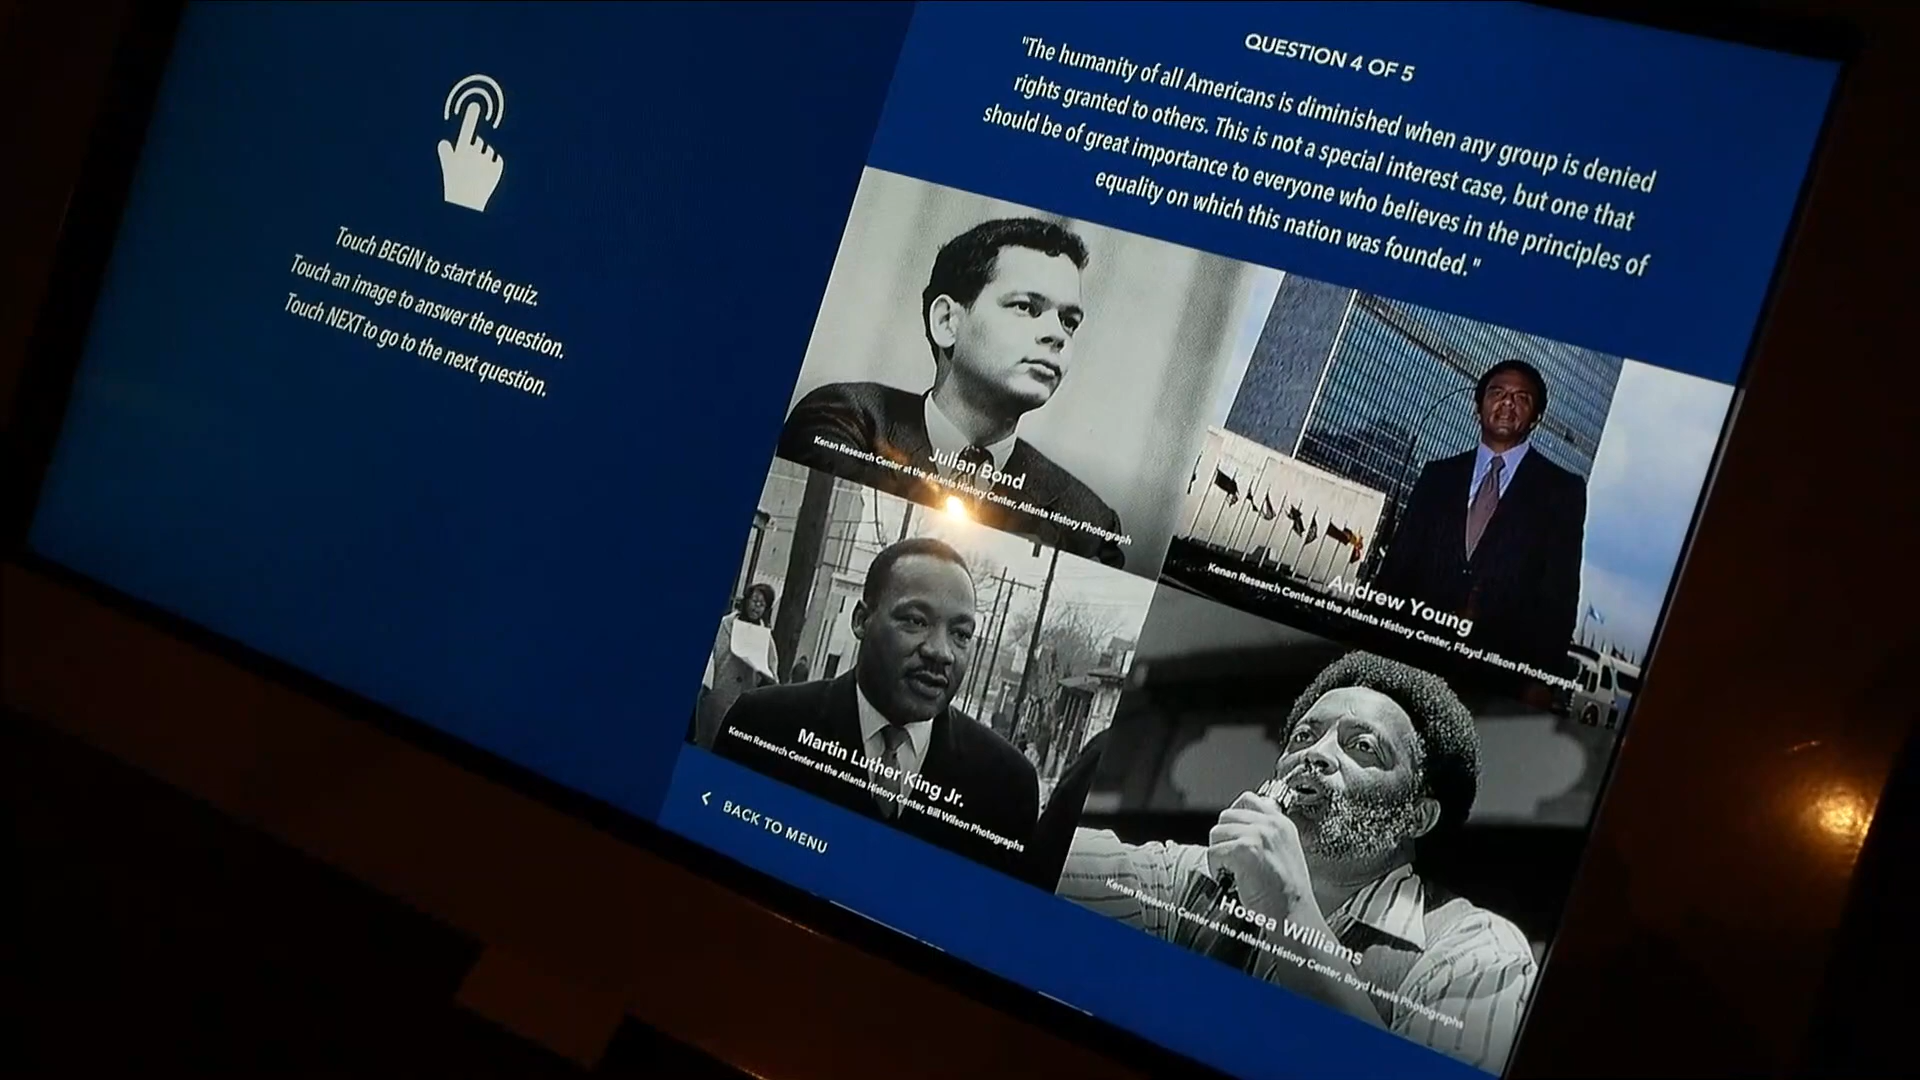 Touch BEGIN to start the quiz.
Touch an image to answer the question.
Touch NEXT to go to the next question.
QUESTION 4 OF 5
"The humanity of all Americans is diminished when any group is denied
rights granted to others. This is not a special interest case, but one that
should be of great importance to everyone who believes in the principles of
equality on which this nation was founded."
Julian Bond
Kenan Research Center at the Atlanta History Center, Atlanta History Photograph
Andrew Young
Kenan Research Center at the Atlanta History Center, Floyd Jillson Photographs
Martin Luther King Jr.
Kenan Research Center at the Atlanta History Center, Bill Wilson Photographs
Hosea Williams
Kenan Research Center at the Atlanta History Center, Boyd Lewis Photographs
BACK TO MENU